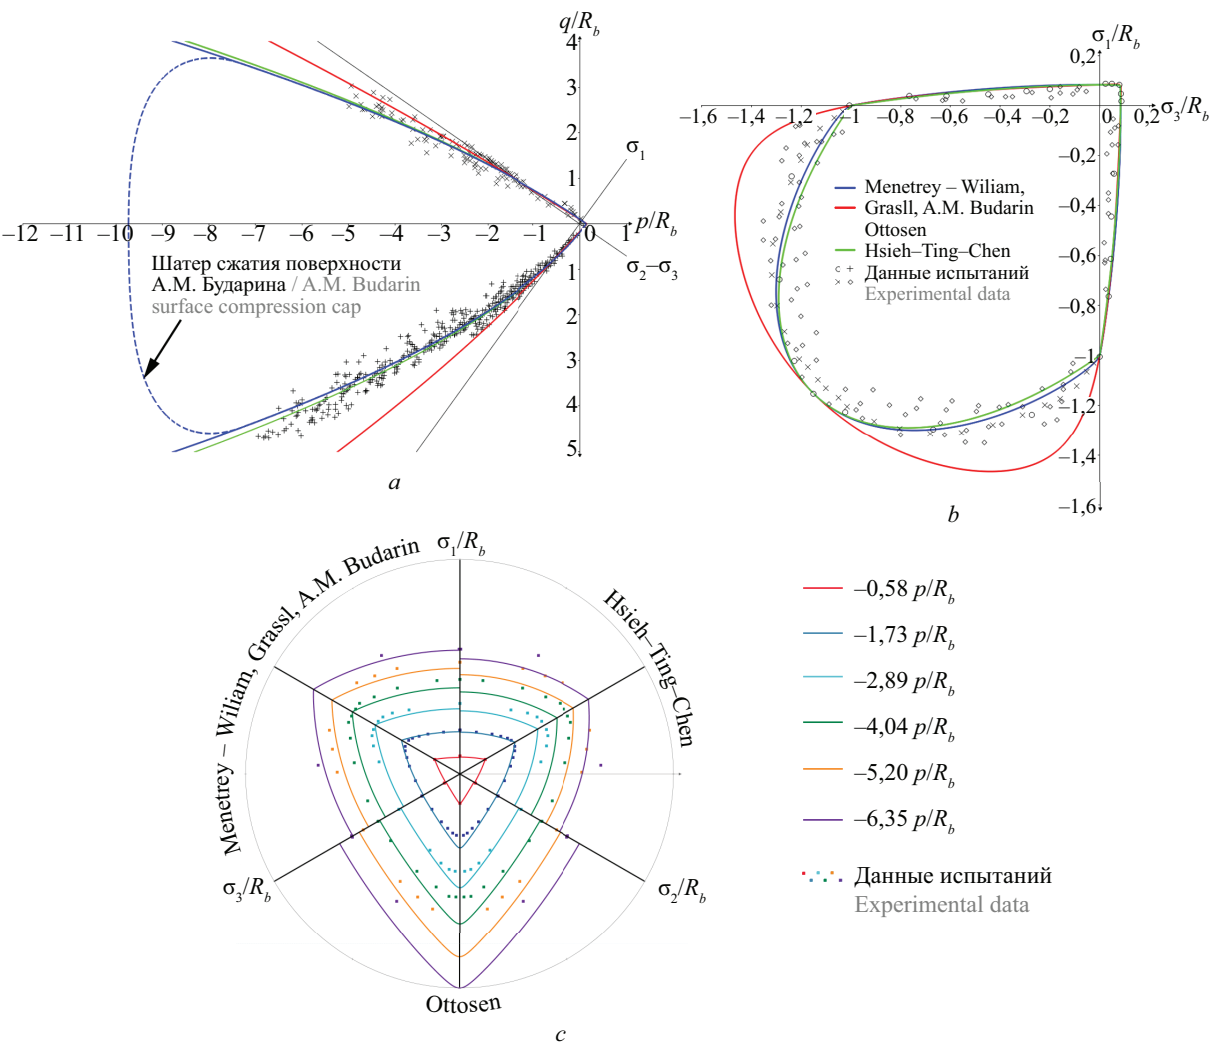 q/R_b
4
3
2
1
σ_1
–12 –11 –10 –9 –8 –7 –6 –5 –4 –3 –2 –1 0 1 p/R_b
σ_2–σ_3
1
2
3
4
5
Шатер сжатия поверхности
А.М. Бударина / A.M. Budarin
surface compression cap
a
σ_1/R_b
0,2
–1,6 –1,4 –1,2 –1 –0,8 –0,6 –0,4 –0,2 0 0,2 σ_3/R_b
–0,2
–0,4
–0,6
–0,8
–1
–1,2
–1,4
–1,6
Menetrey – Wiliam,
Grasll, A.M. Budarin
Ottosen
Hsieh–Ting–Chen
Данные испытаний
Experimental data
b
σ_1/R_b
Menetrey – Wiliam, Grassl, A.M. Budarin
Hsieh–Ting–Chen
σ_3/R_b
σ_2/R_b
Ottosen
c
–0,58 p/R_b
–1,73 p/R_b
–2,89 p/R_b
–4,04 p/R_b
–5,20 p/R_b
–6,35 p/R_b
Данные испытаний
Experimental data